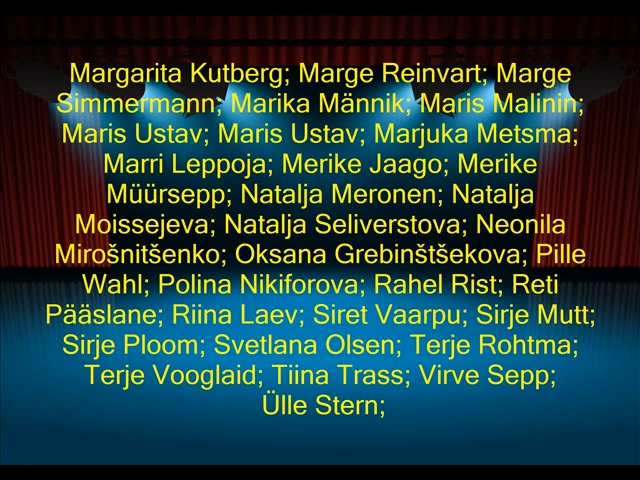 Margarita Kutberg; Marge Reinvart; Marge
Simmermann; Marika Männik; Maris Malinin;
Maris Ustav; Maris Ustav; Marjuka Metsma;
Marri Leppoja; Merike Jaago; Merike
Müürsepp; Natalja Meronen; Natalja
Moissejeva; Natalja Seliverstova; Neonila
Mirošnitšenko; Oksana Grebinštšekova; Pille
Wahl; Polina Nikiforova; Rahel Rist; Reti
Pääslane; Riina Laev; Siret Vaarpu; Sirje Mutt;
Sirje Ploom; Svetlana Olsen; Terje Rohtma;
Terje Vooglaid; Tiina Trass; Virve Sepp;
Ülle Stern;